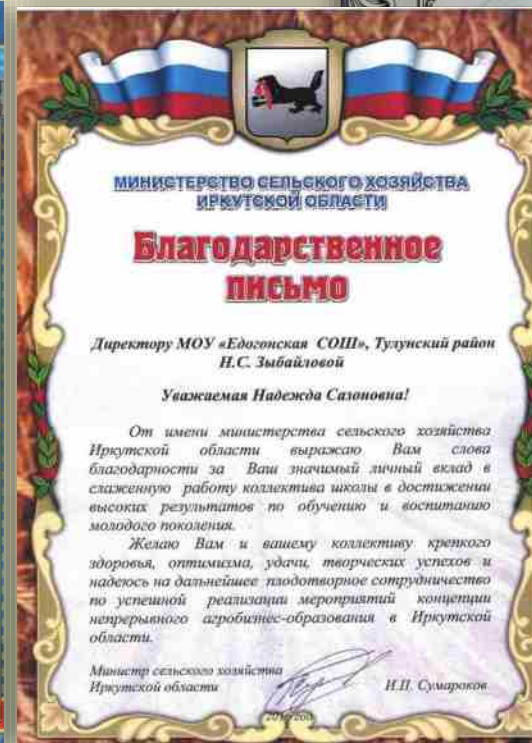 МИНИСТЕРСТВО СЕЛЬСКОГО ХОЗЯЙСТВА
ИРКУТСКОЙ ОБЛАСТИ
Благодарственное
письмо
Директору МОУ «Едогонская СОШ», Тулунский район
Н.С. Зыбайловой
Уважаемая Надежда Сазоновна!
От имени министерства сельского хозяйства
Иркутской области выражаю Вам слова
благодарности за Ваш значимый личный вклад в
слаженную работу коллектива школы в достижении
высоких результатов по обучению и воспитанию
молодого поколения.
Желаю Вам и вашему коллективу крепкого
здоровья, оптимизма, удачи, творческих успехов и
надеюсь на дальнейшее плодотворное сотрудничество
по успешной реализации мероприятий концепции
непрерывного агробизнес-образования в Иркутской
области.
Министр сельского хозяйства
Иркутской области И.П. Сумароков